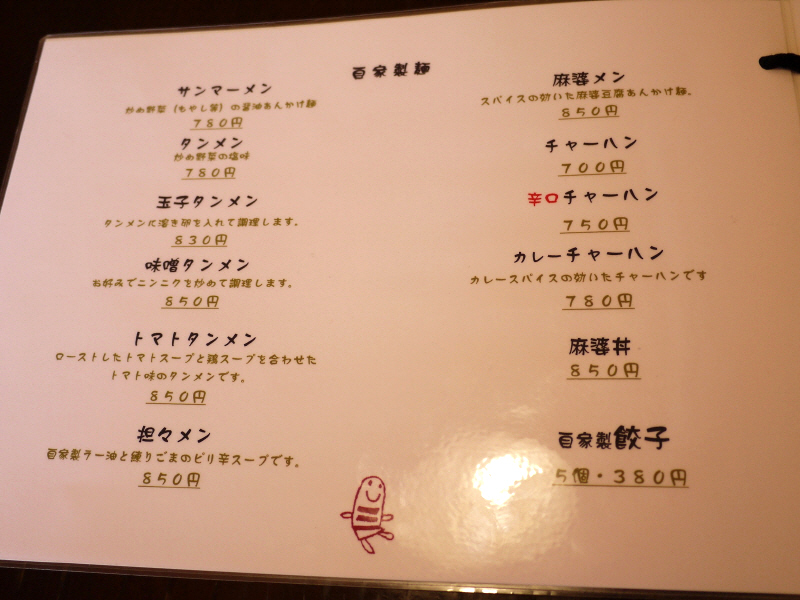 自家製麺
サンマーメン
炒め野菜（もやし等）の醤油あんかけ麺
７８０円
タンメン
炒め野菜の塩味
７８０円
玉子タンメン
タンメンに溶き卵を入れて調理します。
８３０円
味噌タンメン
お好みでニンニクを炒めて調理します。
８５０円
トマトタンメン
ローストしたトマトスープと鶏スープを合わせた
トマト味のタンメンです。
８５０円
担々メン
自家製ラー油と練りごまのピリ辛スープです。
８５０円
麻婆メン
スパイスの効いた麻婆豆腐あんかけ麺。
８５０円
チャーハン
７００円
辛口チャーハン
７５０円
カレーチャーハン
カレースパイスの効いたチャーハンです
７８０円
麻婆丼
８５０円
自家製餃子
５個・３８０円